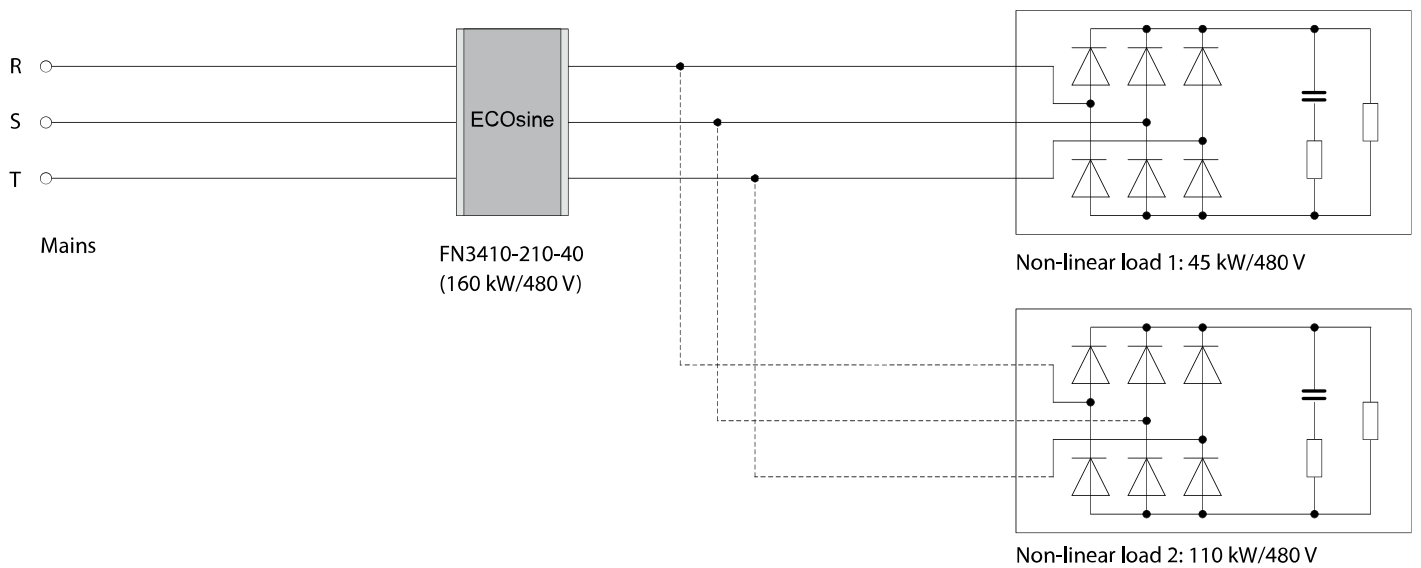 R
S
T
Mains
ECOsine
FN3410-210-40
(160 kW/480 V)
Non-linear load 1: 45 kW/480 V
Non-linear load 2: 110 kW/480 V